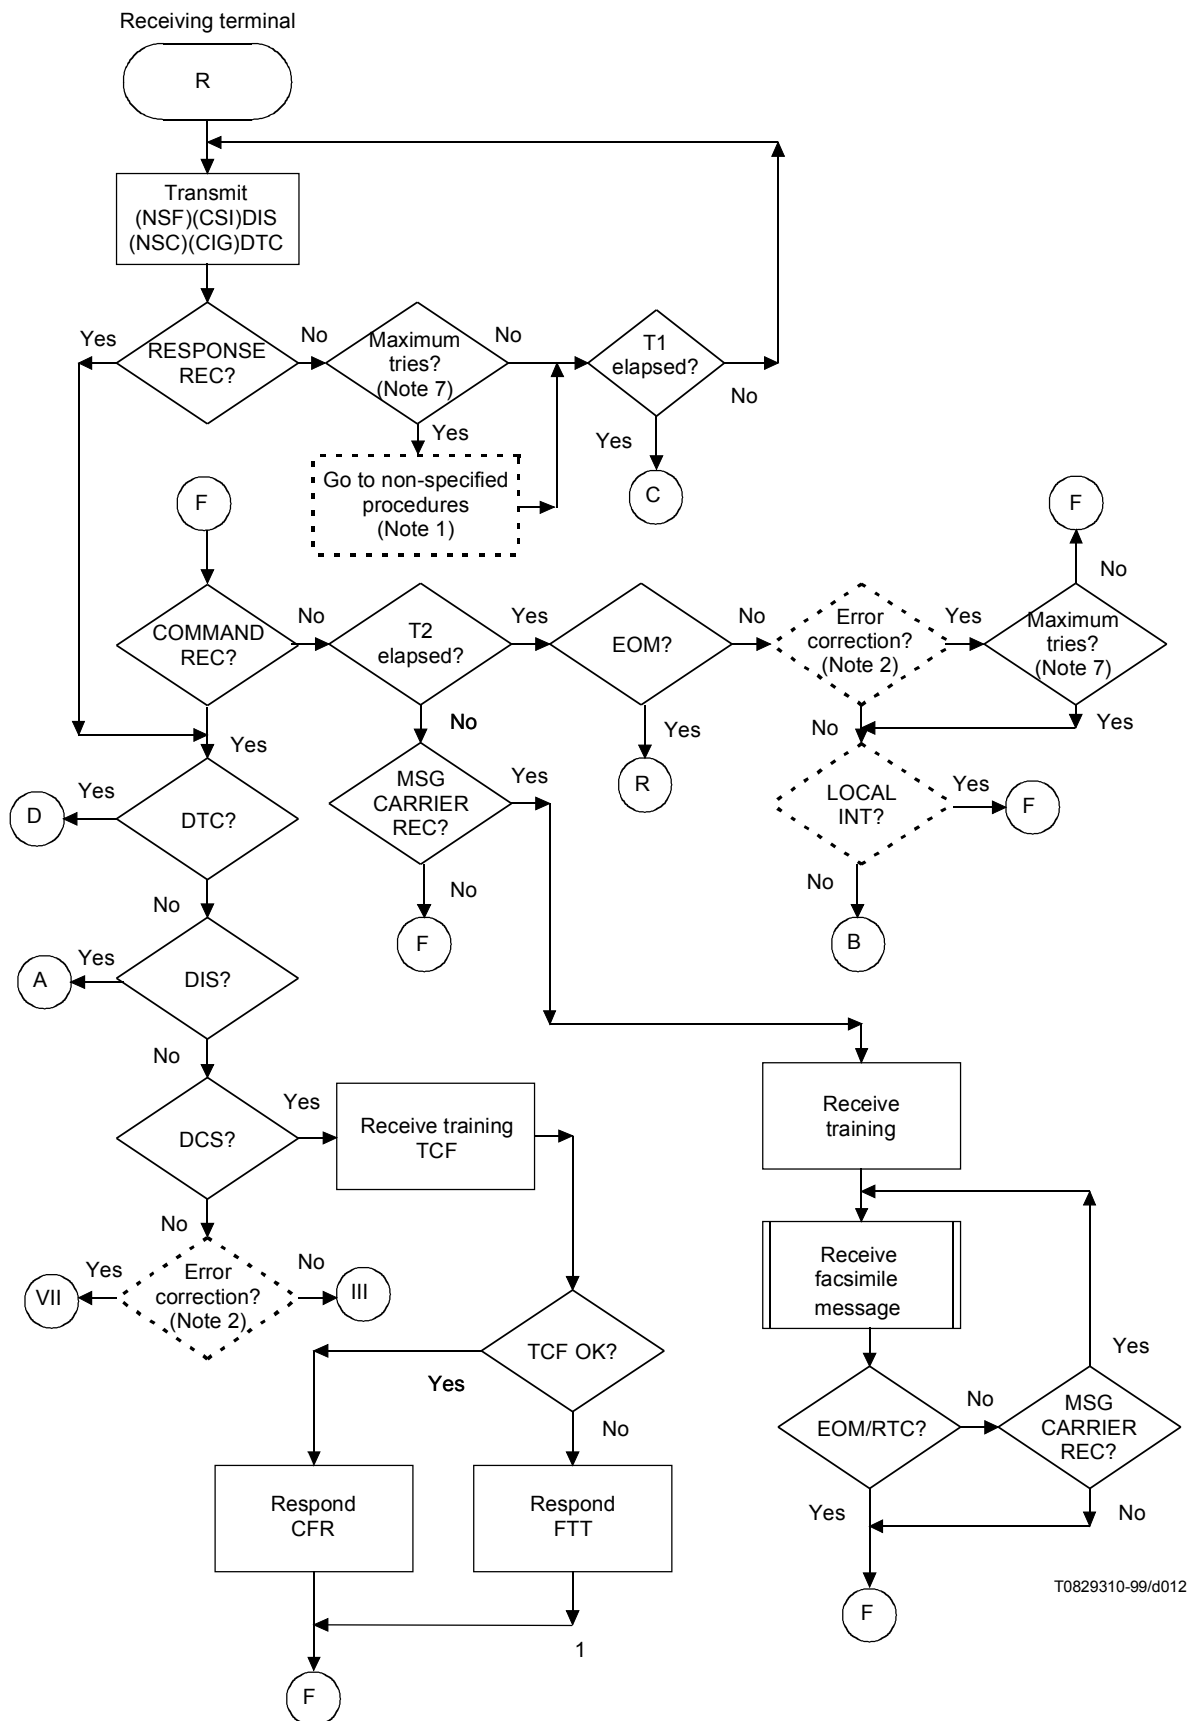 Receiving terminal
R
Transmit
(NSF)(CSI)DIS
(NSC)(CIG)DTC
Yes
RESPONSE
REC?
No
Maximum
tries?
(Note 7)
No
T1
elapsed?
No
Yes
Yes
Go to non-specified
procedures
(Note 1)
C
F
F
No
COMMAND
REC?
No
T2
elapsed?
Yes
EOM?
No
Error
correction?
(Note 2)
Yes
Maximum
tries?
(Note 7)
Yes
No
Yes
No
Yes
MSG
CARRIER
REC?
Yes
R
LOCAL
INT?
Yes
F
Yes
D
DTC?
No
F
No
B
No
Yes
A
DIS?
No
DCS?
Yes
Receive training
TCF
Receive
training
No
Yes
VII
Error
correction?
(Note 2)
No
III
Receive
facsimile
message
TCF OK?
Yes
No
Yes
EOM/RTC?
No
MSG
CARRIER
REC?
Respond
CFR
Respond
FTT
Yes
No
T0829310-99/d012
F
1
F